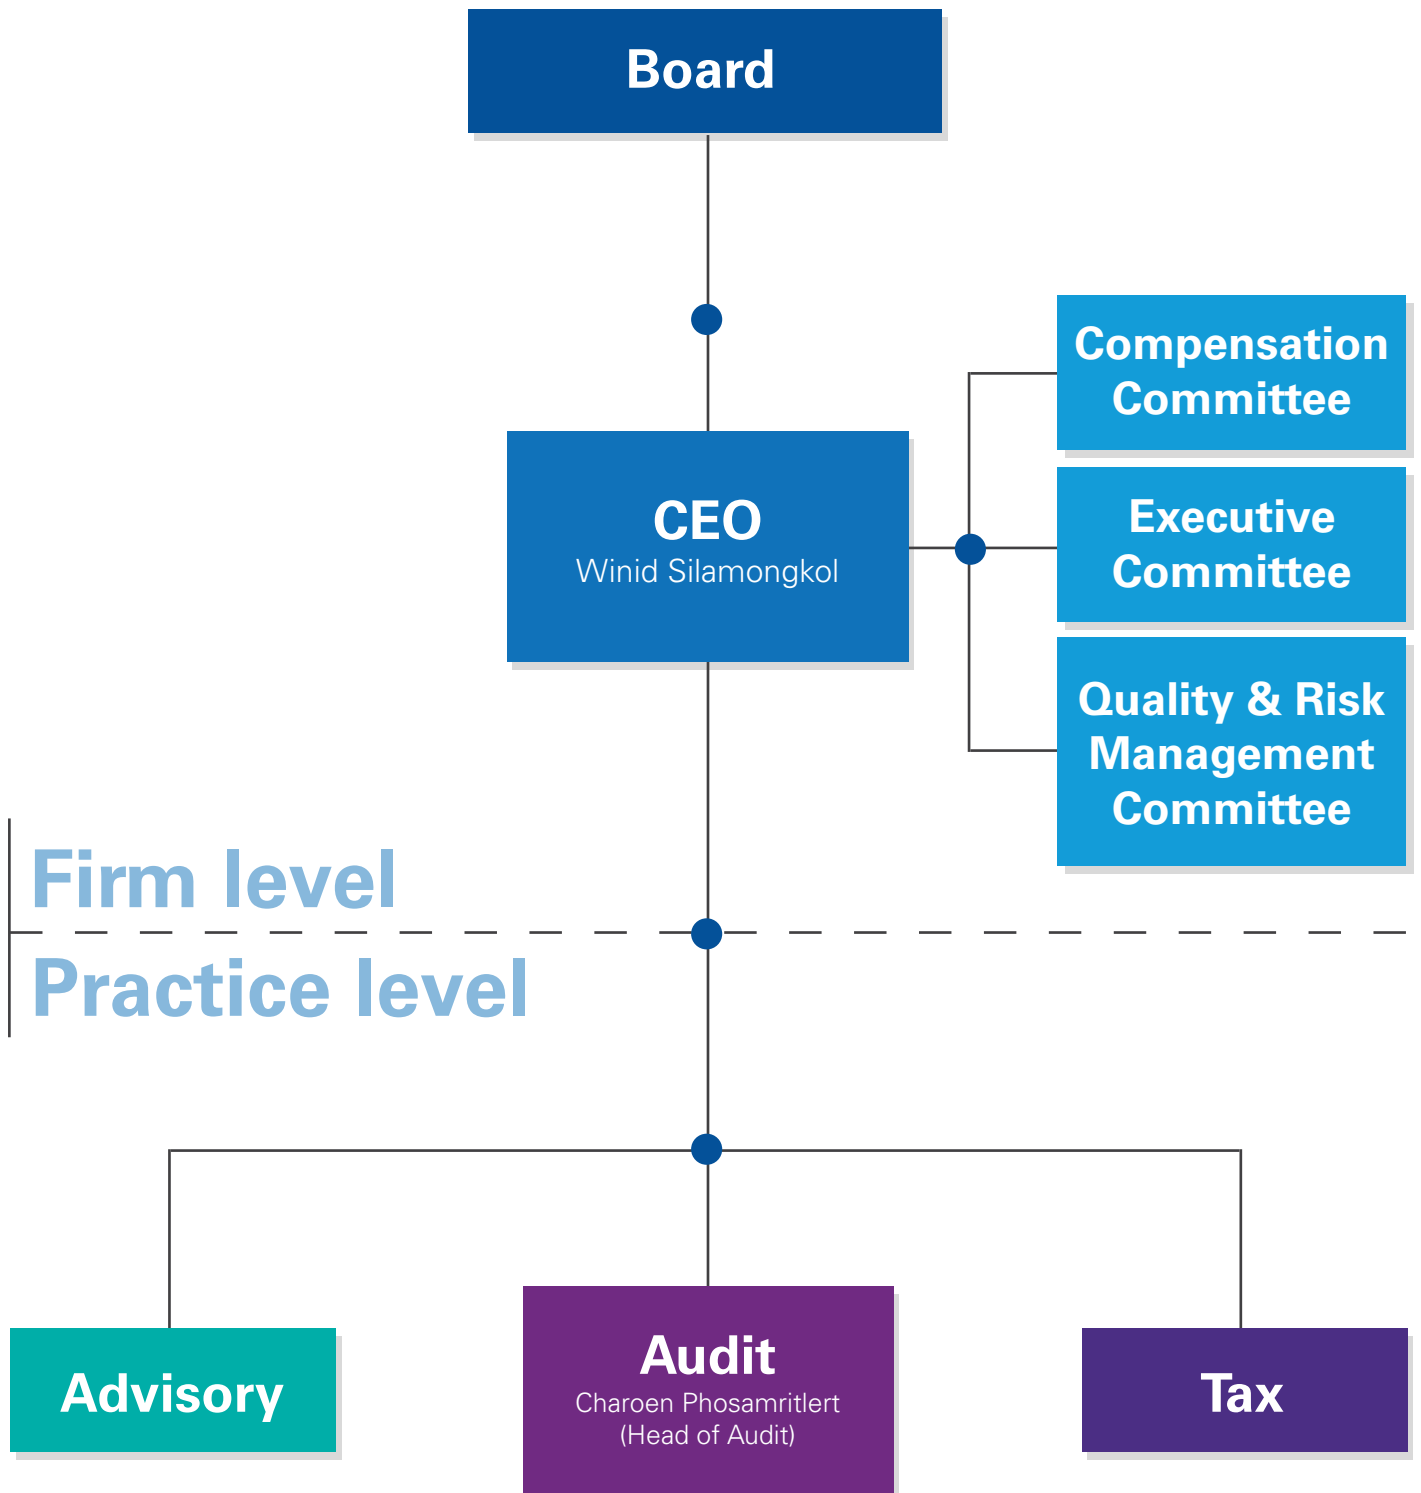 Board
Compensation
Committee
CEO
Winid Silamongkol
Executive
Committee
Quality & Risk
Management
Committee
Firm level
Practice level
Advisory
Audit
Charoen Phosamritlert
(Head of Audit)
Tax